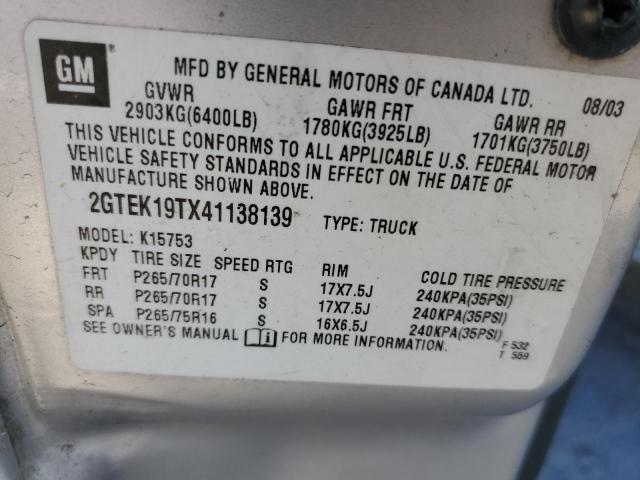 GM ®
MFD BY GENERAL MOTORS OF CANADA LTD. 08/03
GVWR GAWR FRT GAWR RR
2903KG(6400LB) 1780KG(3925LB) 1701KG(3750LB)
THIS VEHICLE CONFORMS TO ALL APPLICABLE U.S. FEDERAL MOTOR
VEHICLE SAFETY STANDARDS IN EFFECT ON THE DATE OF
MANUFACTURE SHOWN ABOVE.
2GTEK19TX41138139 TYPE: TRUCK
MODEL: K15753
KPDY TIRE SIZE SPEED RTG RIM COLD TIRE PRESSURE
FRT P265/70R17 S 17X7.5J 240KPA(35PSI)
RR P265/70R17 S 17X7.5J 240KPA(35PSI)
SPA P265/75R16 S 16X6.5J 240KPA(35PSI)
SEE OWNER'S MANUAL FOR MORE INFORMATION.
F 532
T 559